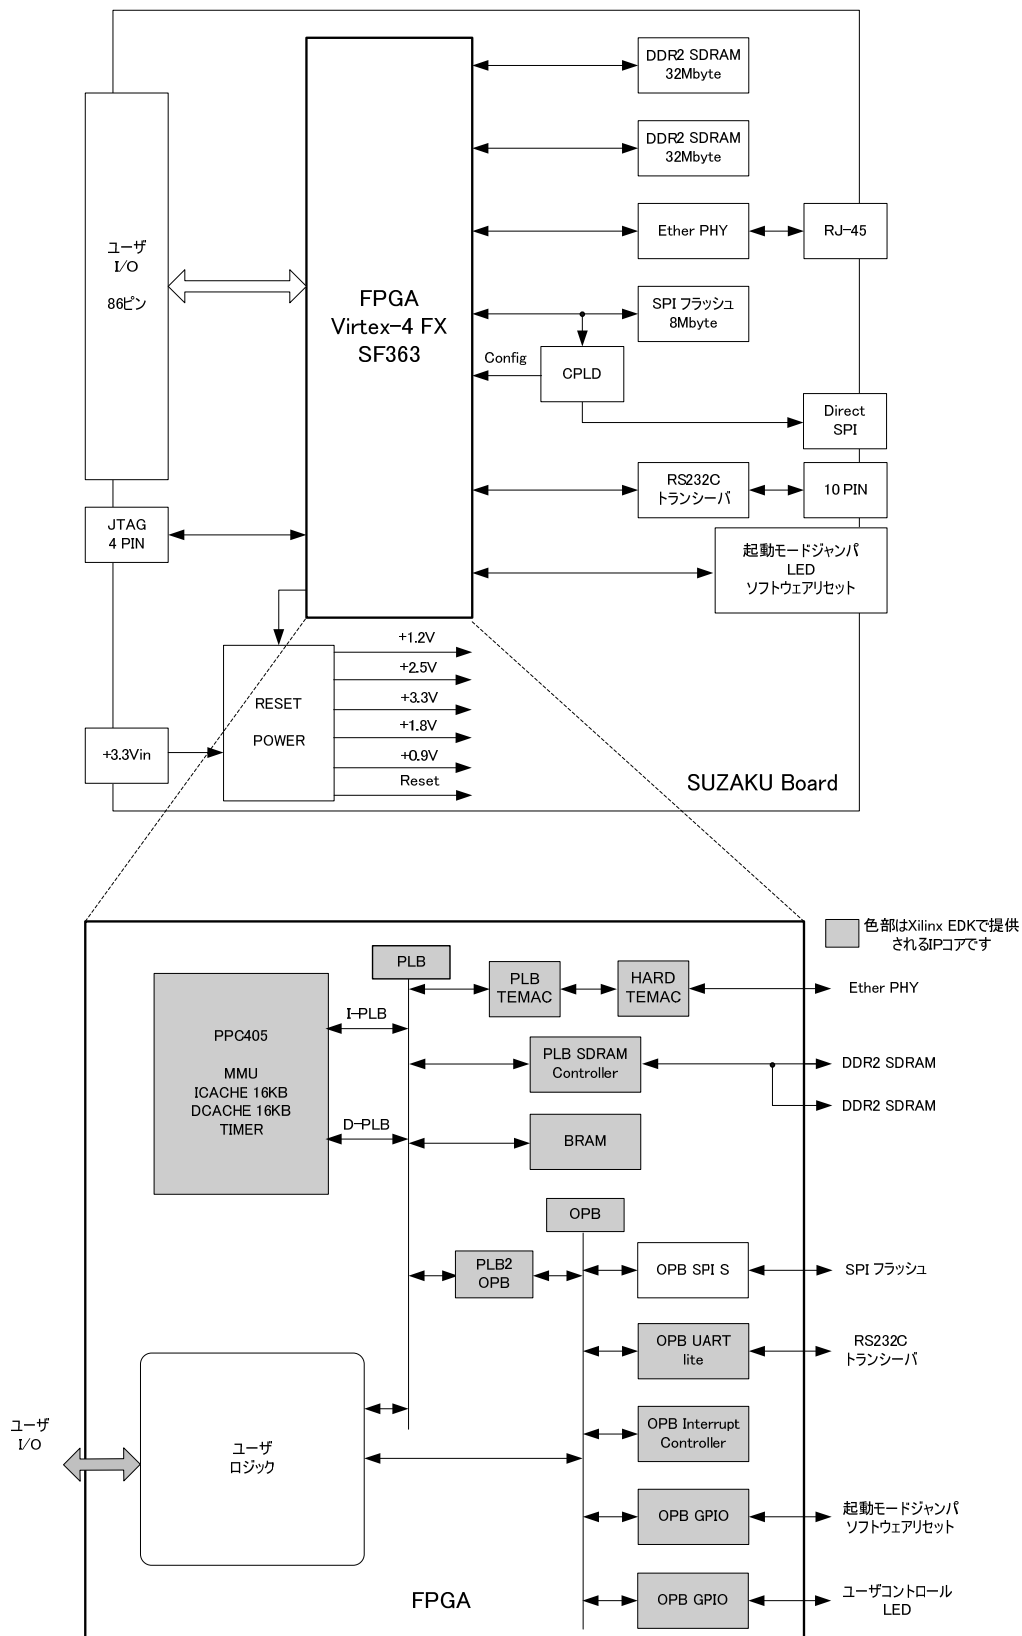 DDR2 SDRAM
32Mbyte
DDR2 SDRAM
32Mbyte
Ether PHY
RJ-45
ユーザ
I/O
86ピン
FPGA
Virtex-4 FX
SF363
SPI フラッシュ
8Mbyte
Config
CPLD
Direct
SPI
RS232C
トランシーバ
10 PIN
JTAG
4 PIN
起動モードジャンパ
LED
ソフトウェアリセット
RESET
POWER
+1.2V
+2.5V
+3.3V
+1.8V
+0.9V
Reset
+3.3Vin
SUZAKU Board
色部はXilinx EDKで提供
されるIPコアです
PLB
PLB
TEMAC
HARD
TEMAC
Ether PHY
PPC405
MMU
ICACHE 16KB
DCACHE 16KB
TIMER
I-PLB
D-PLB
PLB SDRAM
Controller
DDR2 SDRAM
DDR2 SDRAM
BRAM
OPB
PLB2
OPB
OPB SPI S
SPI フラッシュ
OPB UART
lite
RS232C
トランシーバ
ユーザ
I/O
ユーザ
ロジック
OPB Interrupt
Controller
OPB GPIO
起動モードジャンパ
ソフトウェアリセット
OPB GPIO
ユーザコントロール
LED
FPGA